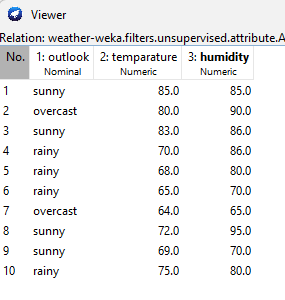 Viewer
Relation: weather-weka.filters.unsupervised.attribute.A
No. 1: outlook 2: temparature 3: humidity
Nominal Numeric Numeric
1 sunny 85.0 85.0
2 overcast 80.0 90.0
3 sunny 83.0 86.0
4 rainy 70.0 86.0
5 rainy 68.0 80.0
6 rainy 65.0 70.0
7 overcast 64.0 65.0
8 sunny 72.0 95.0
9 sunny 69.0 70.0
10 rainy 75.0 80.0